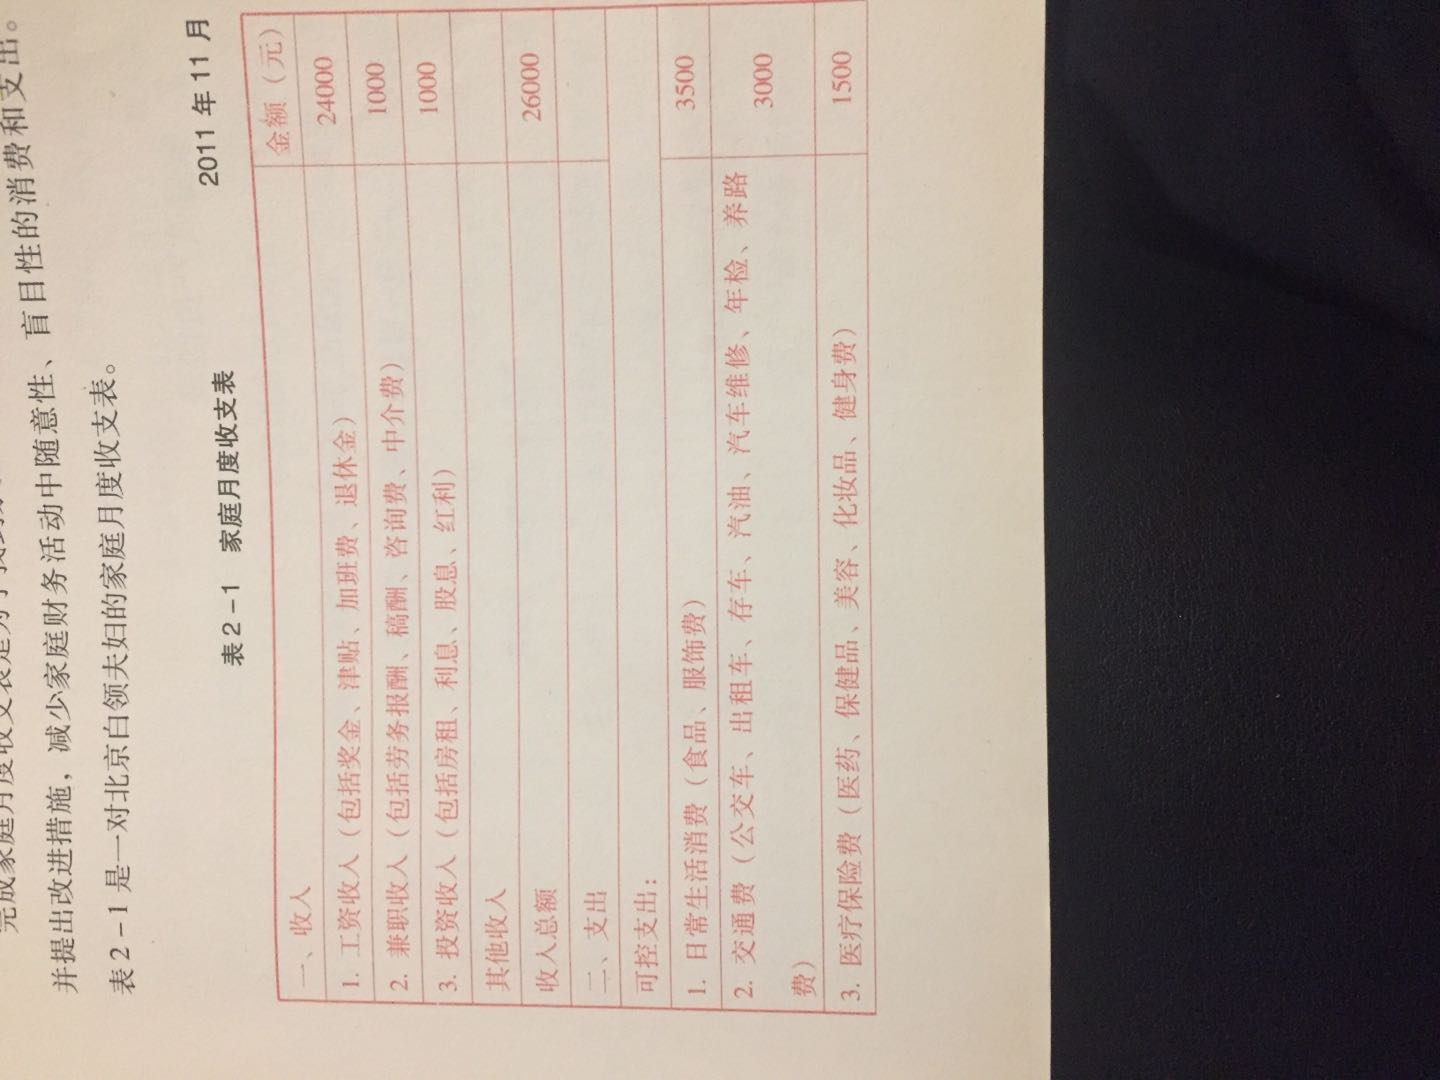 完成家庭月度收支表是为了找到
并提出改进措施，减少家庭财务活动中随意性、盲目性的消费和支出。
表2-1是一对北京白领夫妇的家庭月度收支表。
表2-1 家庭月度收支表 2011年11月
一、收入 金额（元）
1. 工资收入（包括奖金、津贴、加班费、退休金） 24000
2. 兼职收入（包括劳务报酬、稿酬、咨询费、中介费） 1000
3. 投资收入（包括房租、利息、股息、红利） 1000
其他收入
收入总额 26000
二、支出
可控支出：
1. 日常生活消费（食品、服饰费） 3500
2. 交通费（公交车、出租车、存车、汽油、汽车维修、年检、养路
费） 3000
3. 医疗保险费（医药、保健品、美容、化妆品、健身费） 1500